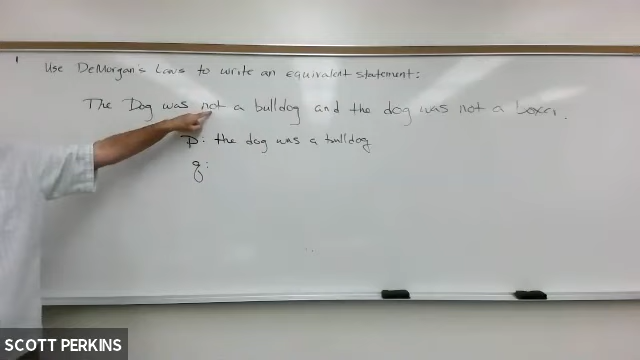 Use DeMorgan's Laws to write an equivalent statement:
The Dog was not a bulldog and the dog was not a boxer.
p: the dog was a bulldog
q:
SCOTT PERKINS